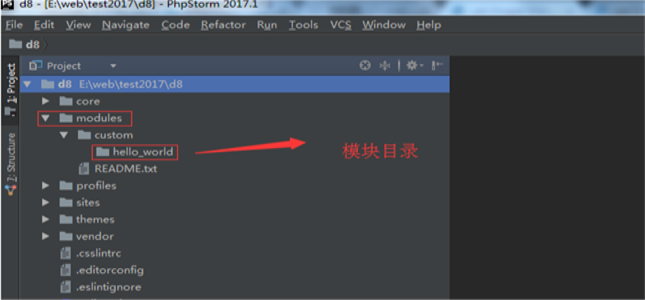 d8 - [E:\web\test2017\d8] - PhpStorm 2017.1
File Edit View Navigate Code Refactor Run Tools VCS Window Help
d8
1: Project
Project
d8 E:\web\test2017\d8
core
modules
custom
hello_world
模块目录
README.txt
profiles
sites
themes
vendor
.csslintrc
.editorconfig
.eslintignore
7: Structure